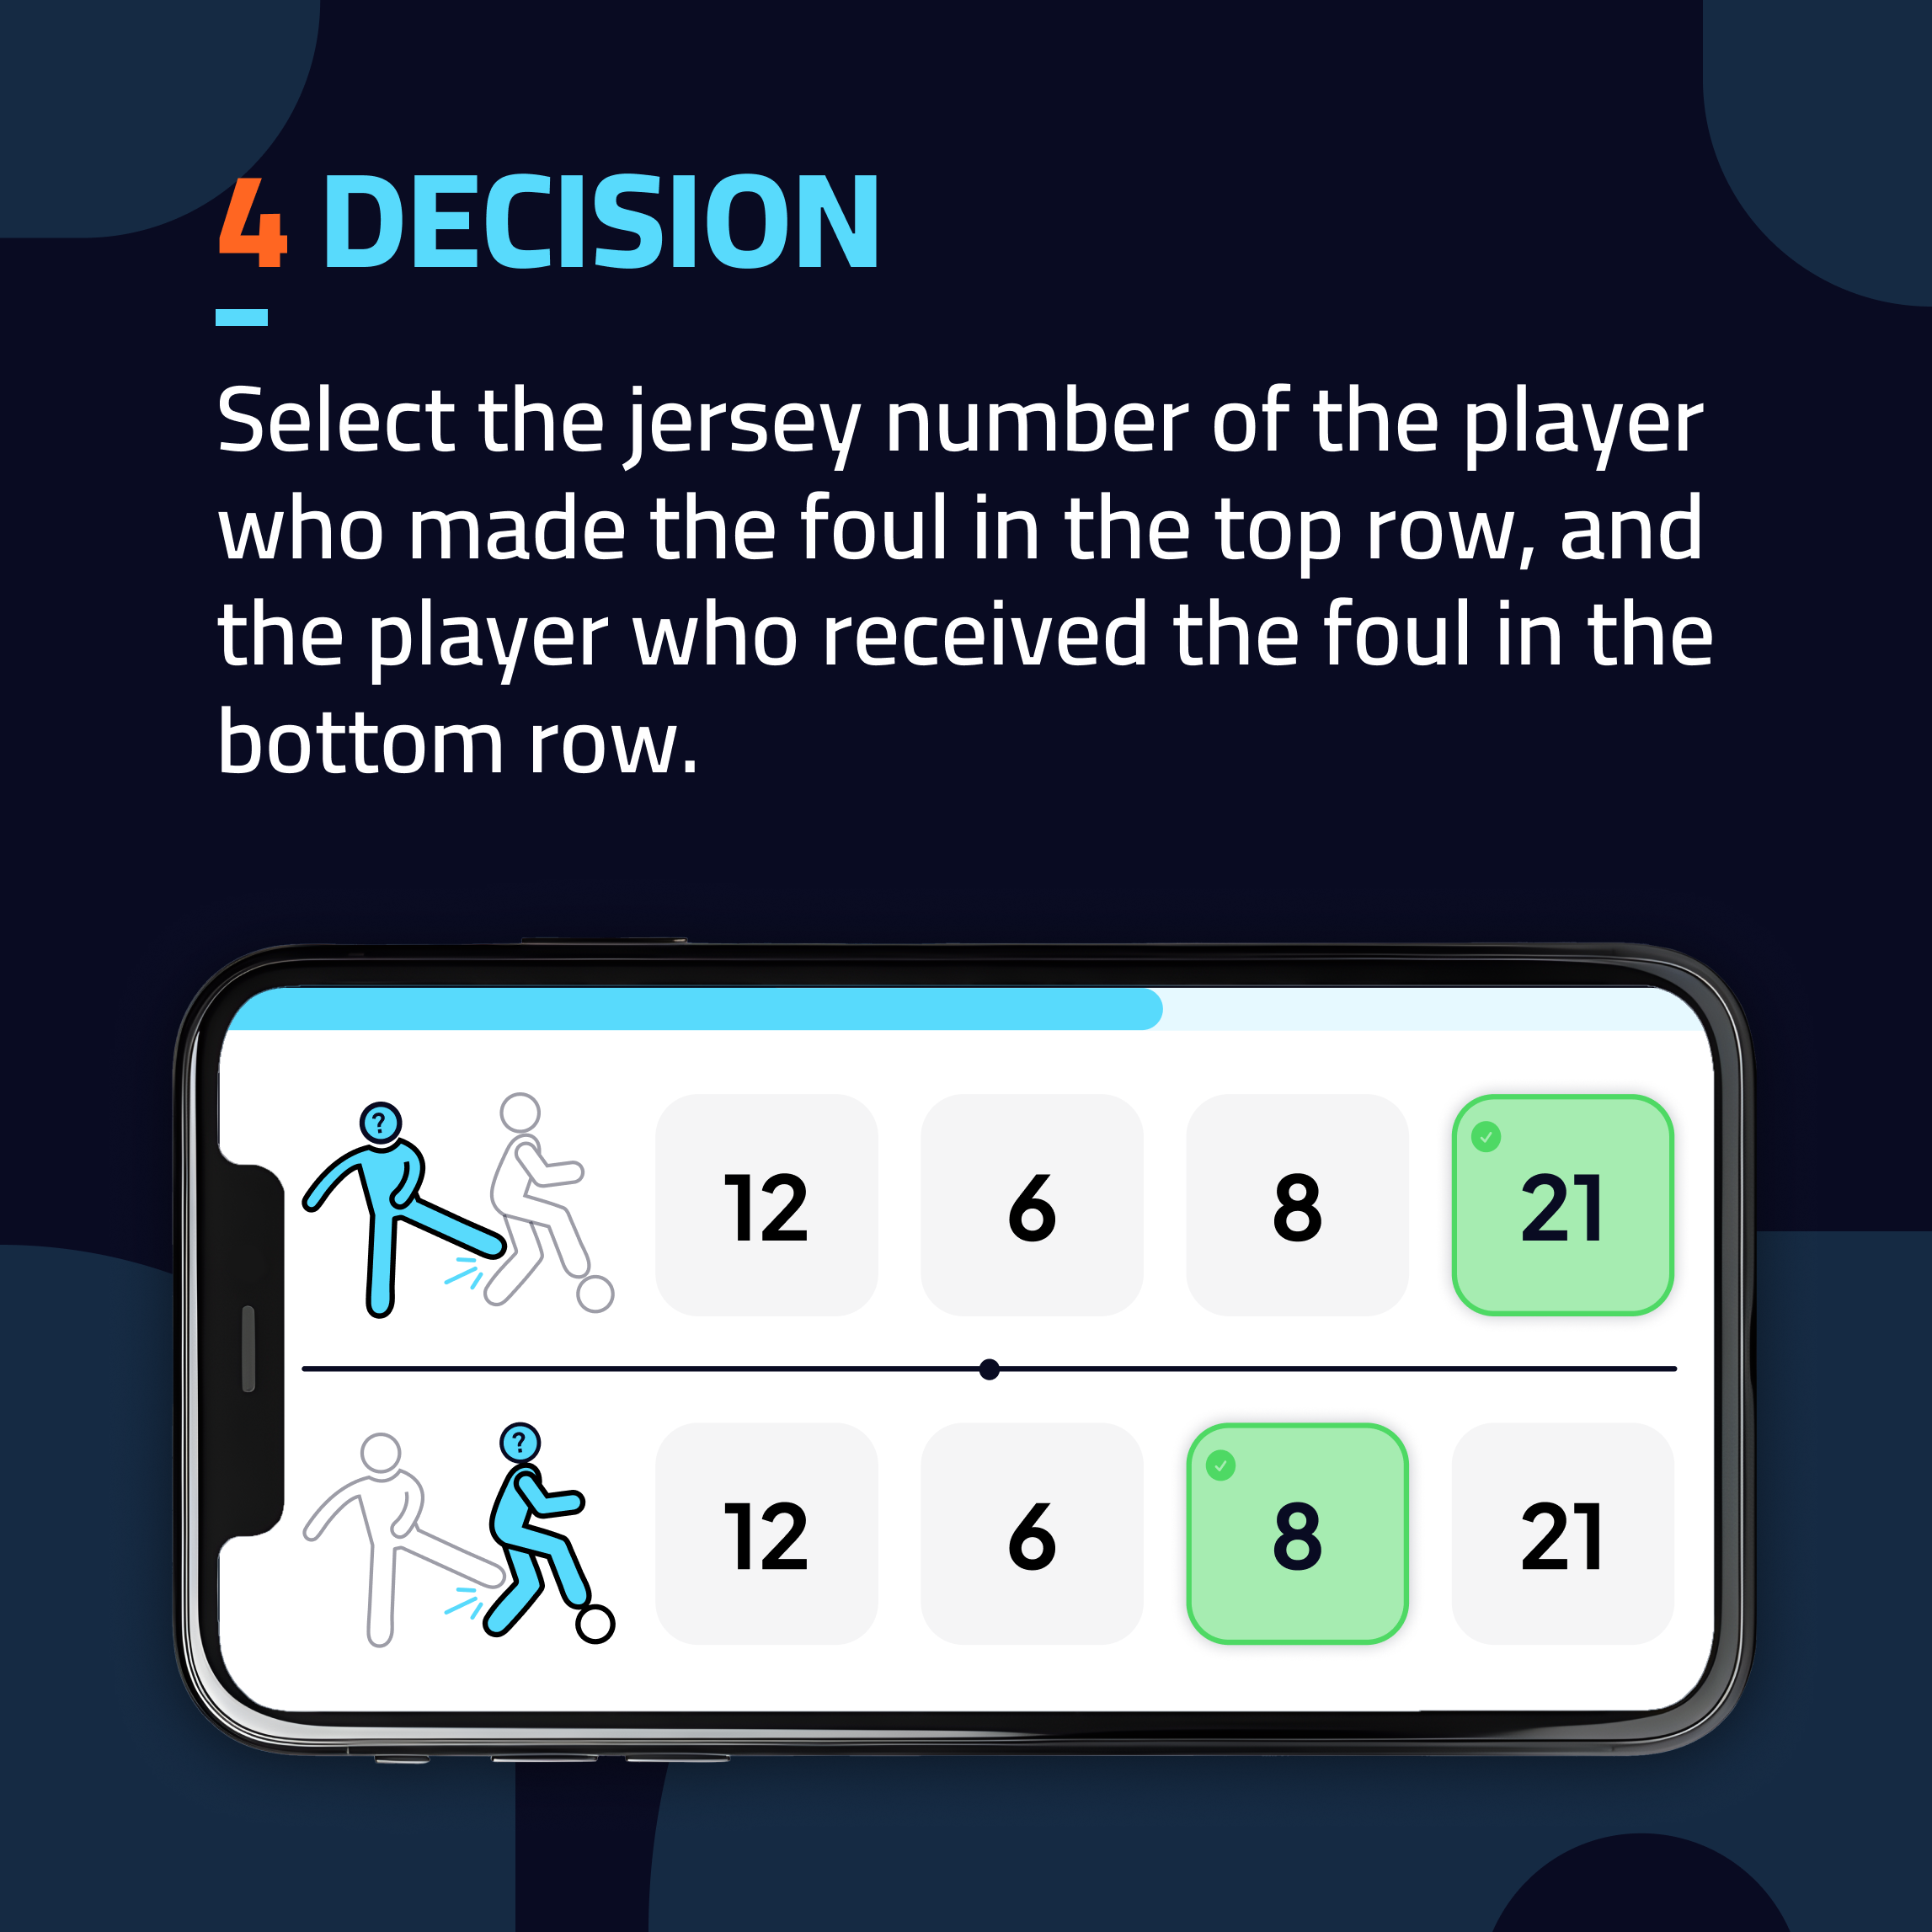 4 DECISION
Select the jersey number of the player
who made the foul in the top row, and
the player who received the foul in the
bottom row.
?
12 6 8 21
?
12 6 8 21